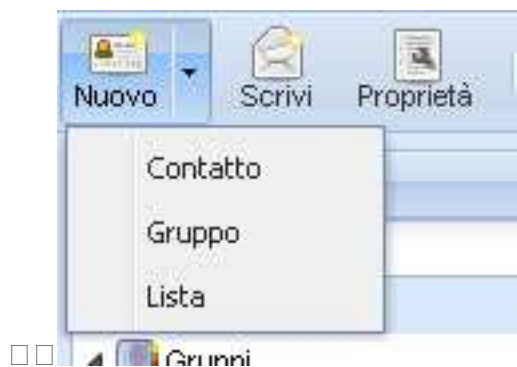 Nuovo Scrivi Proprietà
Contatto
Gruppo
Lista
Gruppi